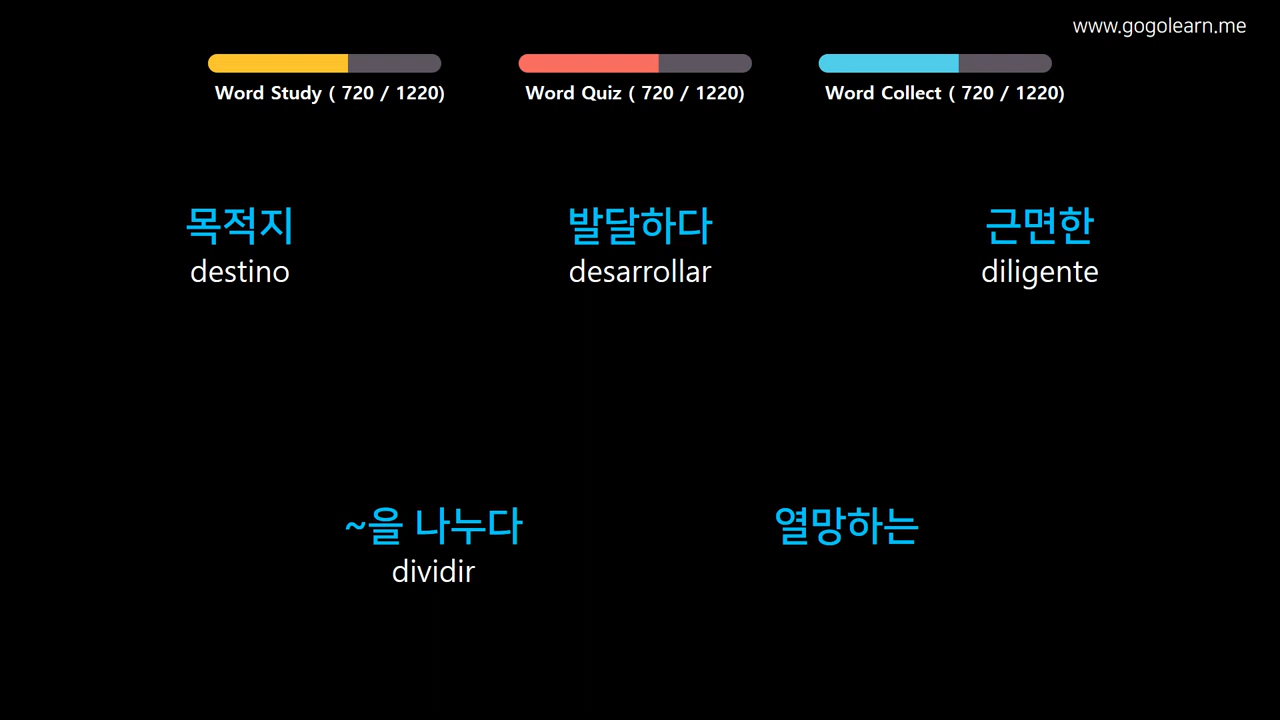 www.gogolearn.me
Word Study ( 720 / 1220)
Word Quiz ( 720 / 1220)
Word Collect ( 720 / 1220)
목적지
destino
발달하다
desarrollar
근면한
diligente
~을 나누다
dividir
열망하는